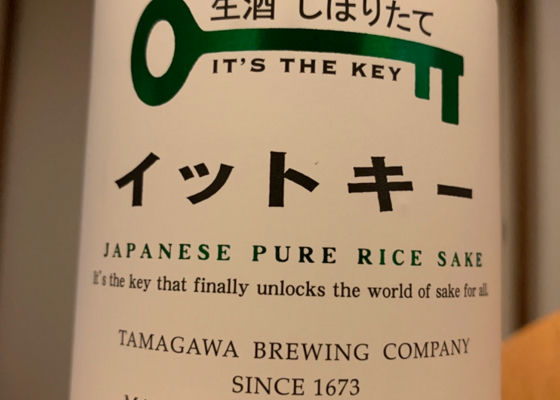 生酒 しぼりたて
IT'S THE KEY
イットキー
JAPANESE PURE RICE SAKE
It's the key that finally unlocks the world of sake for all.
TAMAGAWA BREWING COMPANY
SINCE 1673